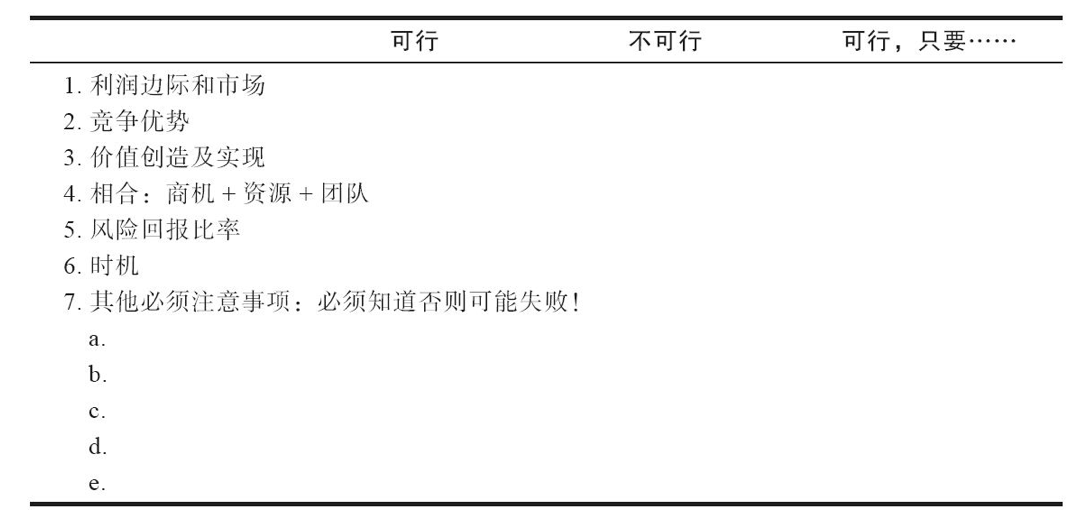 可行 不可行 可行，只要……
1. 利润边际和市场
2. 竞争优势
3. 价值创造及实现
4. 相合：商机 + 资源 + 团队
5. 风险回报比率
6. 时机
7. 其他必须注意事项：必须知道否则可能失败！
a.
b.
c.
d.
e.